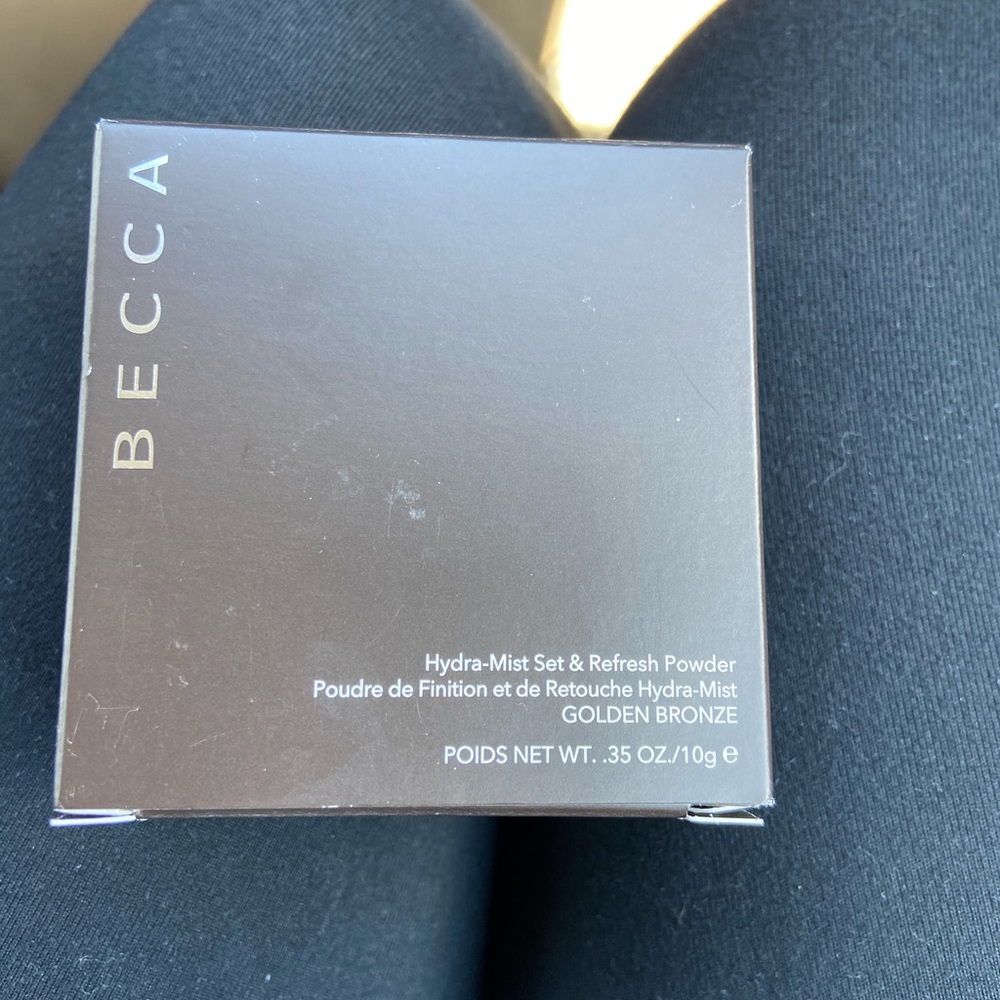 BECCA
Hydra-Mist Set & Refresh Powder
Poudre de Finition et de Retouche Hydra-Mist
GOLDEN BRONZE
POIDS NET WT. .35 OZ./10g ℮